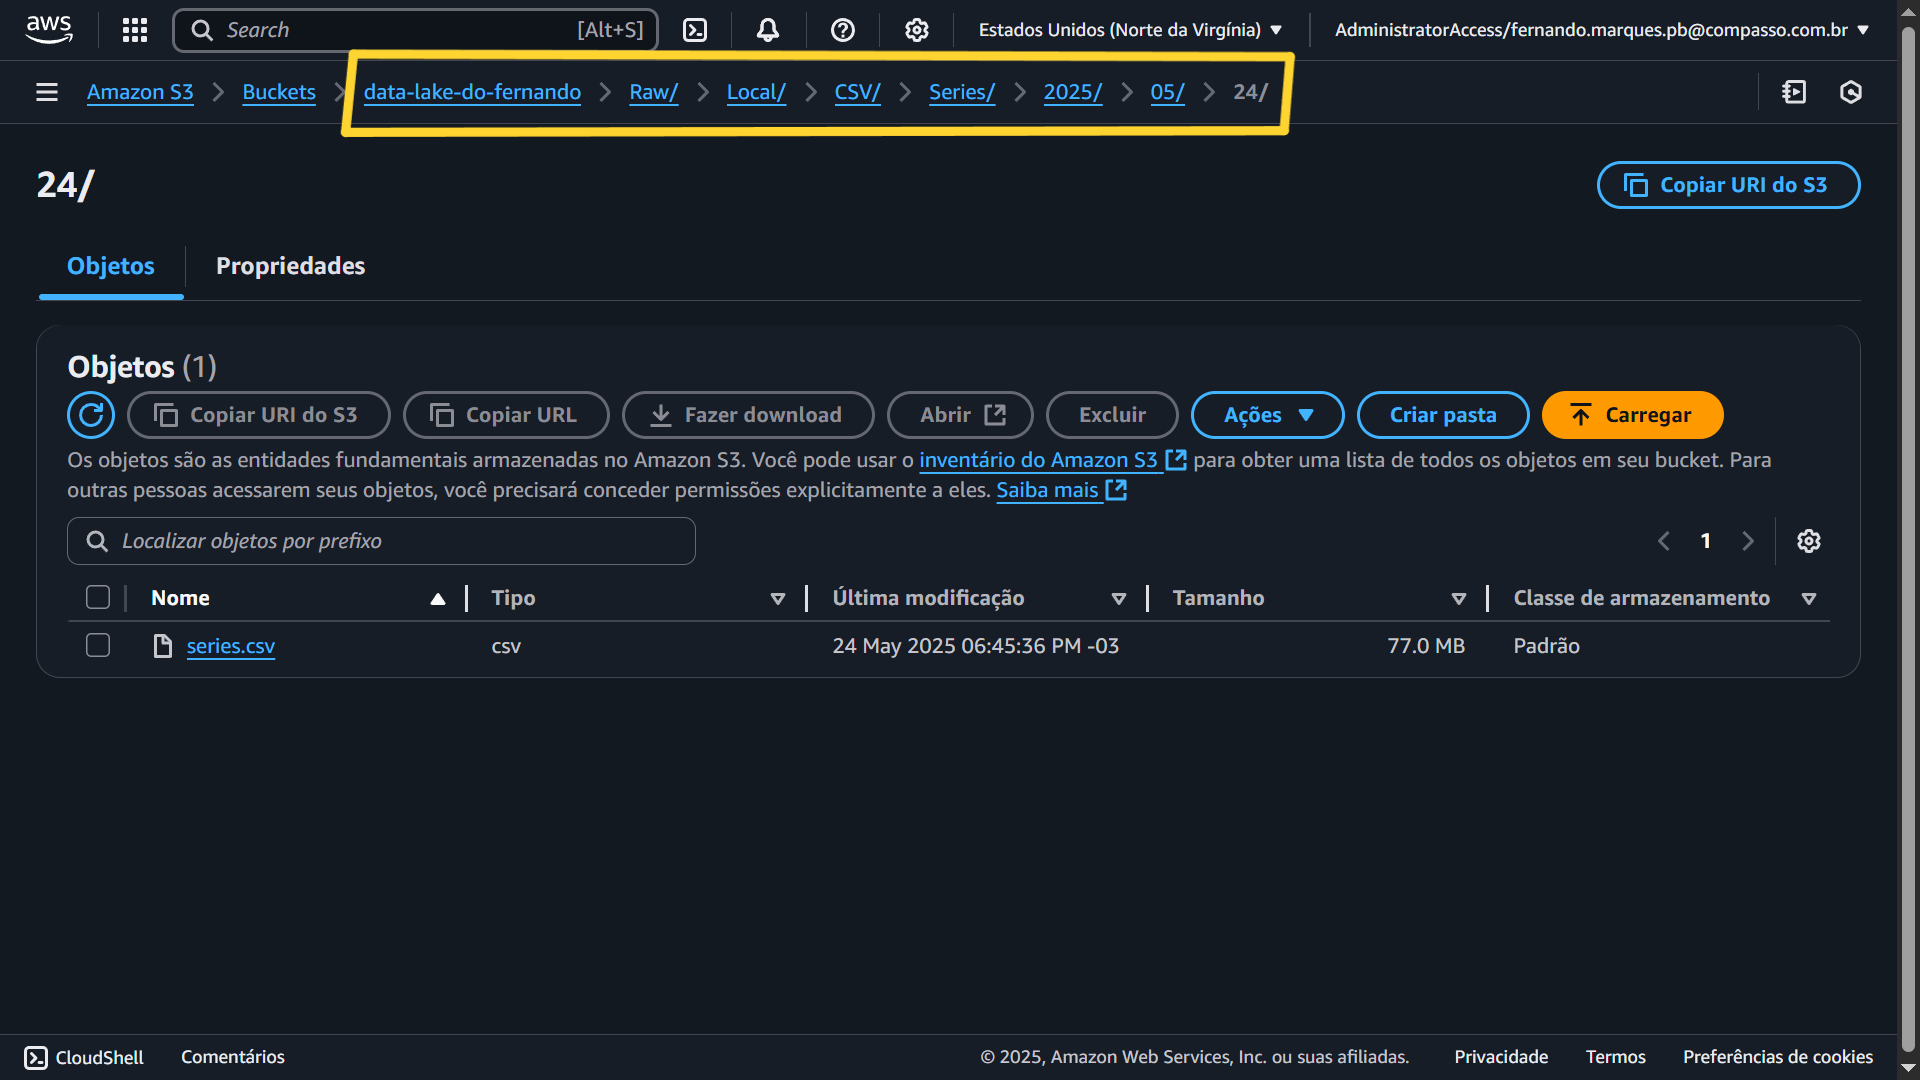 aws
Search [Alt+S]
Estados Unidos (Norte da Virgínia)
AdministratorAccess/fernando.marques.pb@compasso.com.br
Amazon S3
Buckets
data-lake-do-fernando
Raw/
Local/
CSV/
Series/
2025/
05/
24/
24/
Copiar URI do S3
Objetos
Propriedades
Objetos (1)
Copiar URI do S3
Copiar URL
Fazer download
Abrir
Excluir
Ações
Criar pasta
Carregar
Os objetos são as entidades fundamentais armazenadas no Amazon S3. Você pode usar o inventário do Amazon S3 para obter uma lista de todos os objetos em seu bucket. Para
outras pessoas acessarem seus objetos, você precisará conceder permissões explicitamente a eles. Saiba mais
Localizar objetos por prefixo
1
Nome
Tipo
Última modificação
Tamanho
Classe de armazenamento
series.csv
csv
24 May 2025 06:45:36 PM -03
77.0 MB
Padrão
CloudShell
Comentários
© 2025, Amazon Web Services, Inc. ou suas afiliadas.
Privacidade
Termos
Preferências de cookies